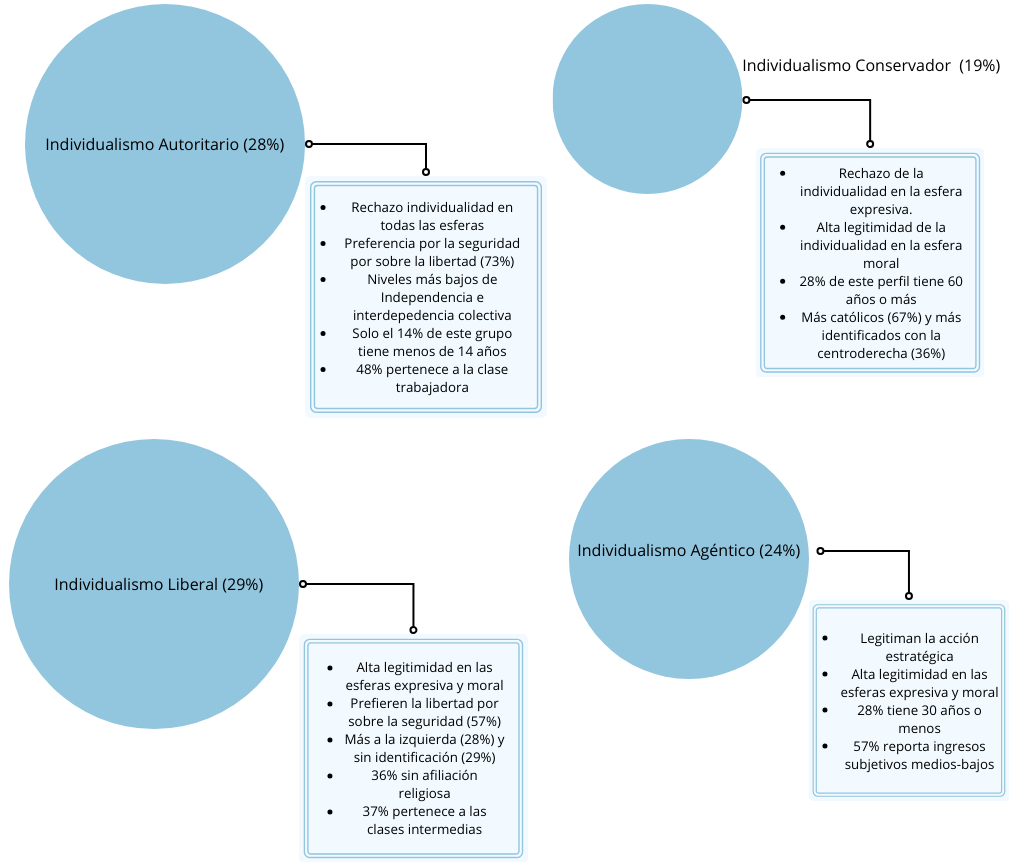 Individualismo Autoritario (28%)
• Rechazo individualidad en
todas las esferas
• Preferencia por la seguridad
por sobre la libertad (73%)
• Niveles más bajos de
Independencia e
interdepedencia colectiva
• Solo el 14% de este grupo
tiene menos de 14 años
• 48% pertenece a la clase
trabajadora
Individualismo Conservador (19%)
• Rechazo de la
individualidad en la esfera
expresiva.
• Alta legitimidad de la
individualidad en la esfera
moral
• 28% de este perfil tiene 60
años o más
• Más católicos (67%) y más
identificados con la
centroderecha (36%)
Individualismo Liberal (29%)
• Alta legitimidad en las
esferas expresiva y moral
• Prefieren la libertad por
sobre la seguridad (57%)
• Más a la izquierda (28%) y
sin identificación (29%)
• 36% sin afiliación
religiosa
• 37% pertenece a las
clases intermedias
Individualismo Agéntico (24%)
• Legitiman la acción
estratégica
• Alta legitimidad en las
esferas expresiva y moral
• 28% tiene 30 años o
menos
• 57% reporta ingresos
subjetivos medios-bajos